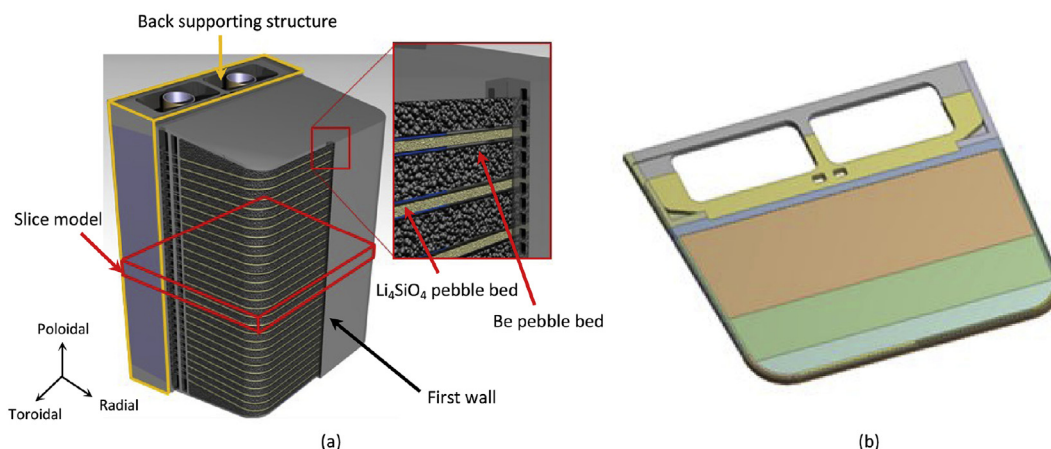 Back supporting structure
Slice model
Li₄SiO₄ pebble bed
Be pebble bed
Poloidal
Toroidal
Radial
First wall
(a)
(b)